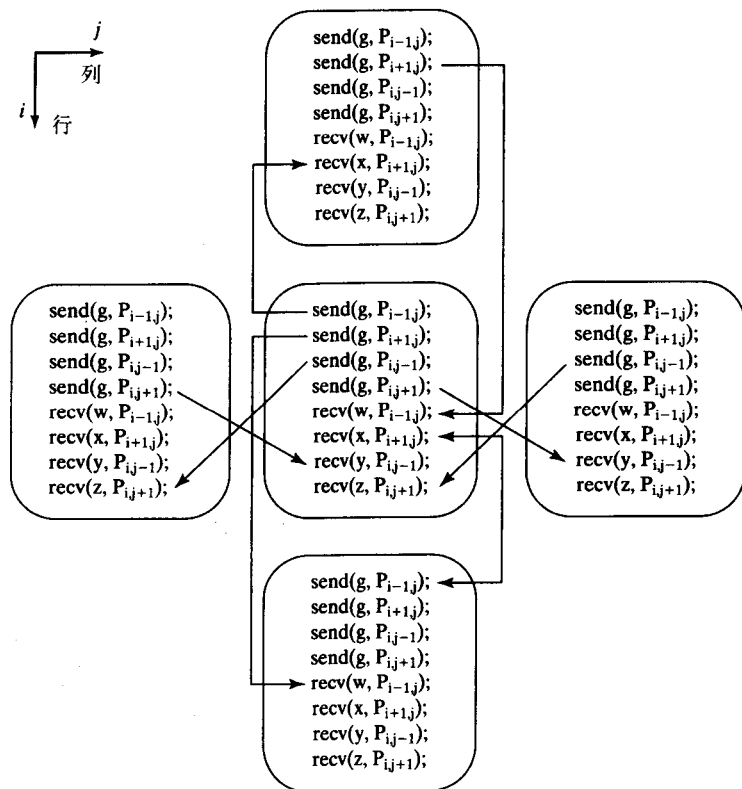 j
列
i
行
send(g, Pi-1,j);
send(g, Pi+1,j);
send(g, Pi,j-1);
send(g, Pi,j+1);
recv(w, Pi-1,j);
recv(x, Pi+1,j);
recv(y, Pi,j-1);
recv(z, Pi,j+1);
send(g, Pi-1,j);
send(g, Pi+1,j);
send(g, Pi,j-1);
send(g, Pi,j+1);
recv(w, Pi-1,j);
recv(x, Pi+1,j);
recv(y, Pi,j-1);
recv(z, Pi,j+1);
send(g, Pi-1,j);
send(g, Pi+1,j);
send(g, Pi,j-1);
send(g, Pi,j+1);
recv(w, Pi-1,j);
recv(x, Pi+1,j);
recv(y, Pi,j-1);
recv(z, Pi,j+1);
send(g, Pi-1,j);
send(g, Pi+1,j);
send(g, Pi,j-1);
send(g, Pi,j+1);
recv(w, Pi-1,j);
recv(x, Pi+1,j);
recv(y, Pi,j-1);
recv(z, Pi,j+1);
send(g, Pi-1,j);
send(g, Pi+1,j);
send(g, Pi,j-1);
send(g, Pi,j+1);
recv(w, Pi-1,j);
recv(x, Pi+1,j);
recv(y, Pi,j-1);
recv(z, Pi,j+1);